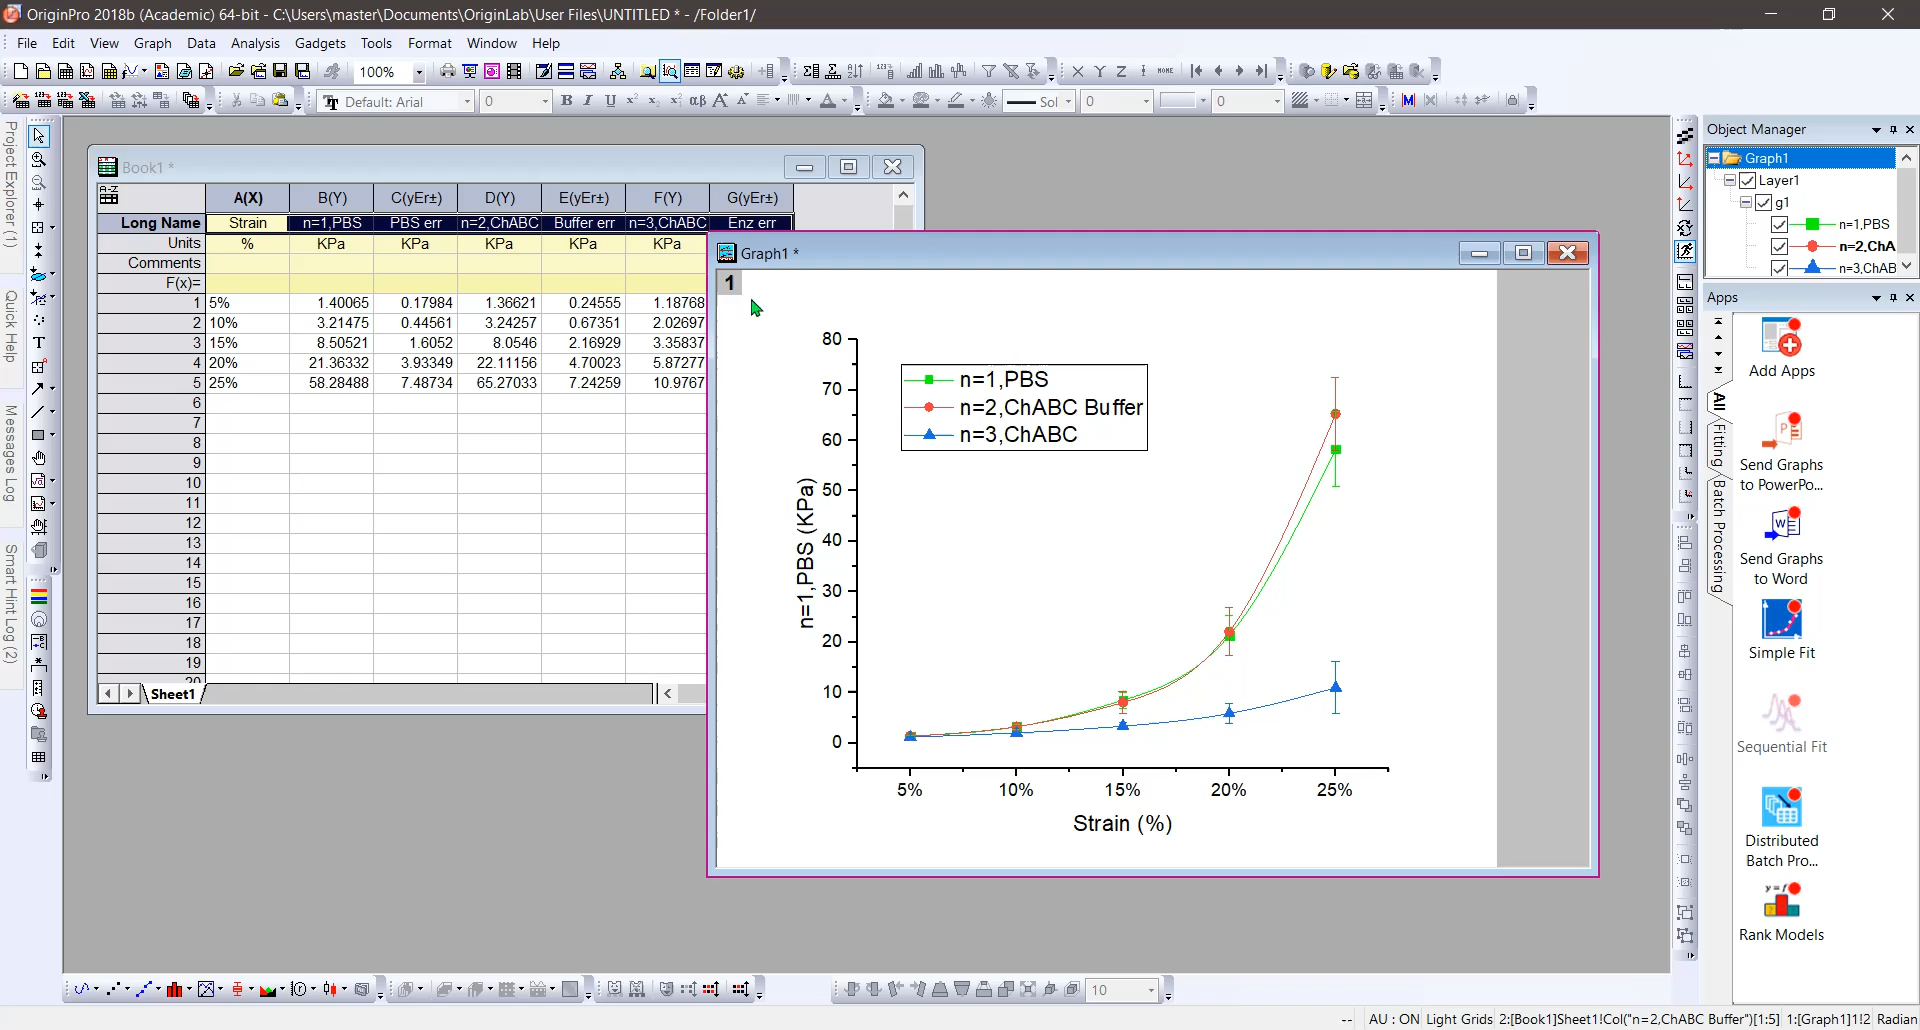 OriginPro 2018b (Academic) 64-bit - C:\Users\master\Documents\OriginLab\User Files\UNTITLED * - /Folder1/
File Edit View Graph Data Analysis Gadgets Tools Format Window Help
100%
Default: Arial 0 B I U Sol 0 0
Project Explorer (1)
Quick Help
Messages Log
Smart Hint Log (2)
Book1 *
A(X) B(Y) C(yEr±) D(Y) E(yEr±) F(Y) G(yEr±)
Long Name Strain n=1,PBS PBS err n=2,ChABC Buffer err n=3,ChABC Enz err
Units % KPa KPa KPa KPa KPa
Comments
F(x)=
1 5% 1.40065 0.17984 1.36621 0.24555 1.18768
2 10% 3.21475 0.44561 3.24257 0.67351 2.02697
3 15% 8.50521 1.6052 8.0546 2.16929 3.35837
4 20% 21.36332 3.93349 22.11156 4.70023 5.87277
5 25% 58.28488 7.48734 65.27033 7.24259 10.9767
6
7
8
9
10
11
12
13
14
15
16
17
18
19
20
Sheet1
Graph1 *
1
80
70
60
50
40
30
20
10
0
n=1,PBS (KPa)
n=1,PBS
n=2,ChABC Buffer
n=3,ChABC
5% 10% 15% 20% 25%
Strain (%)
Object Manager
Graph1
Layer1
g1
n=1,PBS
n=2,ChA
n=3,ChAB
Apps
All
Fitting
Batch Processing
Add Apps
Send Graphs
to PowerPo...
Send Graphs
to Word
Simple Fit
Sequential Fit
Distributed
Batch Pro...
Rank Models
10
-- AU : ON Light Grids 2:[Book1]Sheet1!Col("n=2,ChABC Buffer")[1:5] 1:[Graph1]1!2 Radian